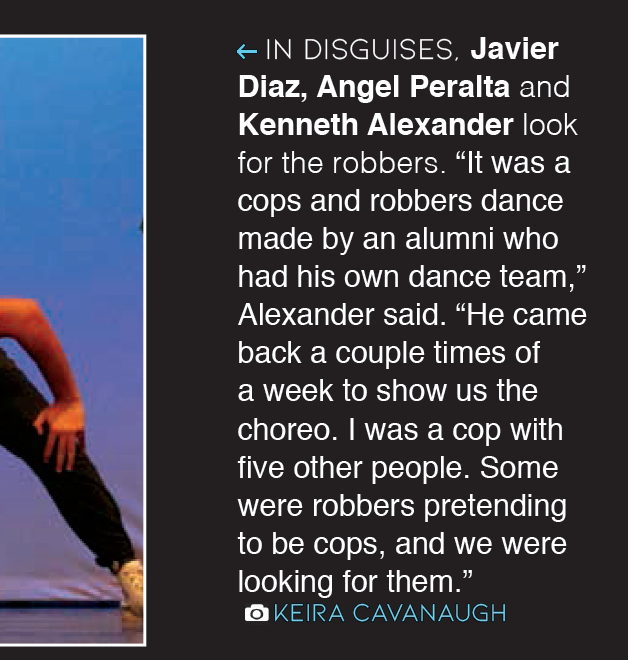 ← IN DISGUISES, Javier
Diaz, Angel Peralta and
Kenneth Alexander look
for the robbers. “It was a
cops and robbers dance
made by an alumni who
had his own dance team,”
Alexander said. “He came
back a couple times of
a week to show us the
choreo. I was a cop with
five other people. Some
were robbers pretending
to be cops, and we were
looking for them.”
KEIRA CAVANAUGH